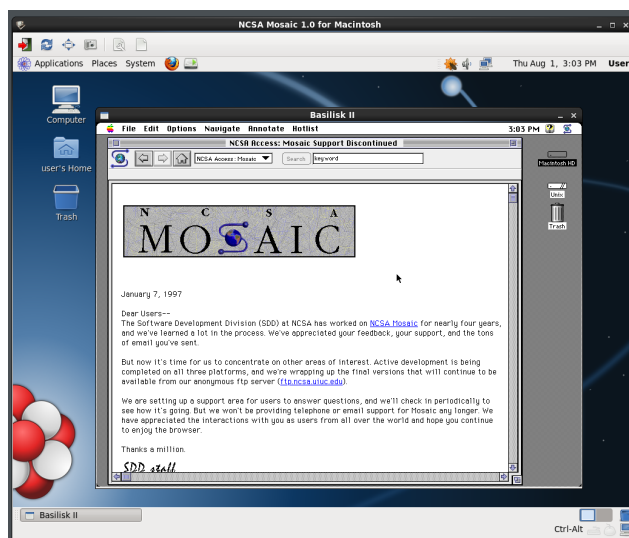 NCSA Mosaic 1.0 for Macintosh
Applications Places System Thu Aug 1, 3:03 PM User
Computer
user's Home
Trash
Basilisk II
File Edit Options Navigate Annotate Hotlist 3:03 PM
NCSA Access: Mosaic Support Discontinued
NCSA Access: Mosaic Search keyword
Macintosh HD
Unix
Trash
N C S A
MOSAIC
January 7, 1997
Dear Users--
The Software Development Division (SDD) at NCSA has worked on NCSA Mosaic for nearly four years,
and we've learned a lot in the process. We've appreciated your feedback, your support, and the tons
of email you've sent.
But now it's time for us to concentrate on other areas of interest. Active development is being
completed on all three platforms, and we're wrapping up the final versions that will continue to be
available from our anonymous ftp server (ftp.ncsa.uiuc.edu).
We are setting up a support area for users to answer questions, and we'll check in periodically to
see how it's going. But we won't be providing telephone or email support for Mosaic any longer. We
have appreciated the interactions with you as users from all over the world and hope you continue
to enjoy the browser.
Thanks a million.
SDD staff
Basilisk II
Ctrl-Alt